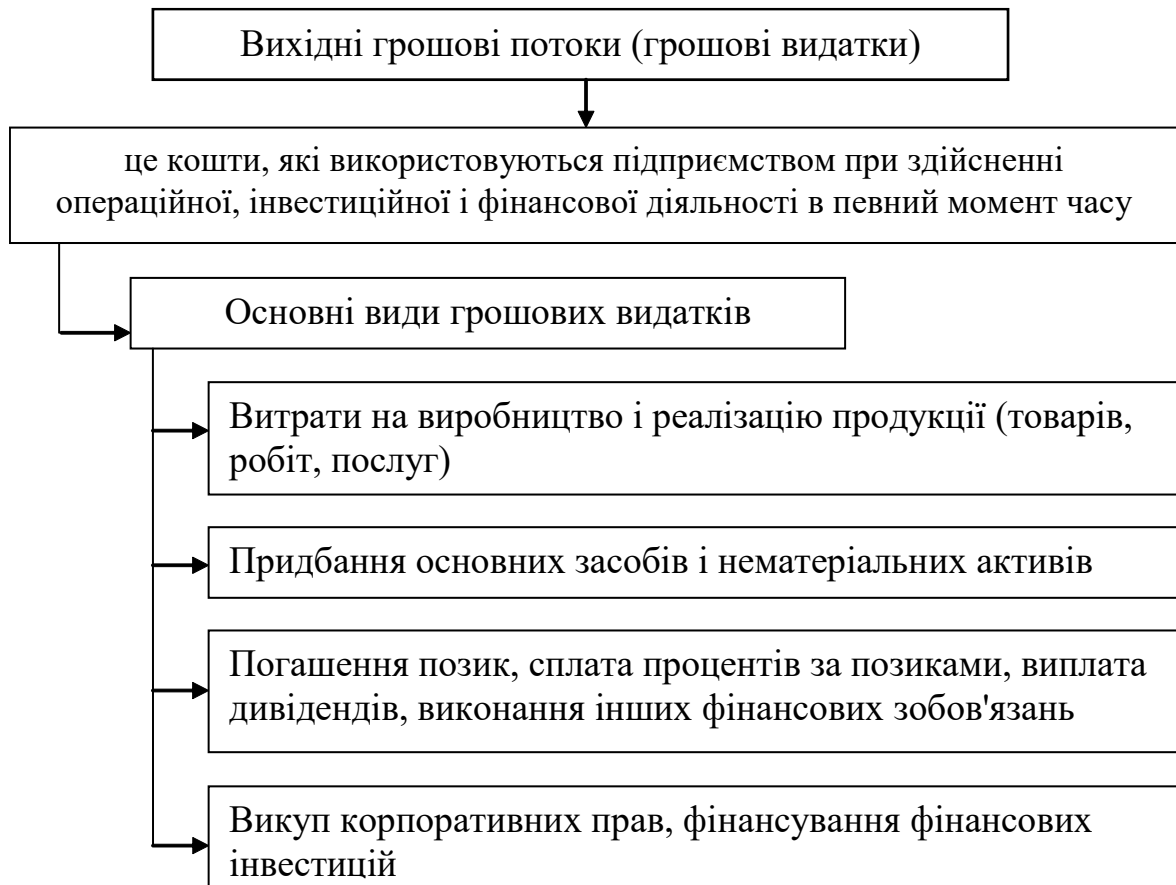 Вихідні грошові потоки (грошові видатки)
це кошти, які використовуються підприємством при здійсненні
операційної, інвестиційної і фінансової діяльності в певний момент часу
Основні види грошових видатків
Витрати на виробництво і реалізацію продукції (товарів,
робіт, послуг)
Придбання основних засобів і нематеріальних активів
Погашення позик, сплата процентів за позиками, виплата
дивідендів, виконання інших фінансових зобов'язань
Викуп корпоративних прав, фінансування фінансових
інвестицій